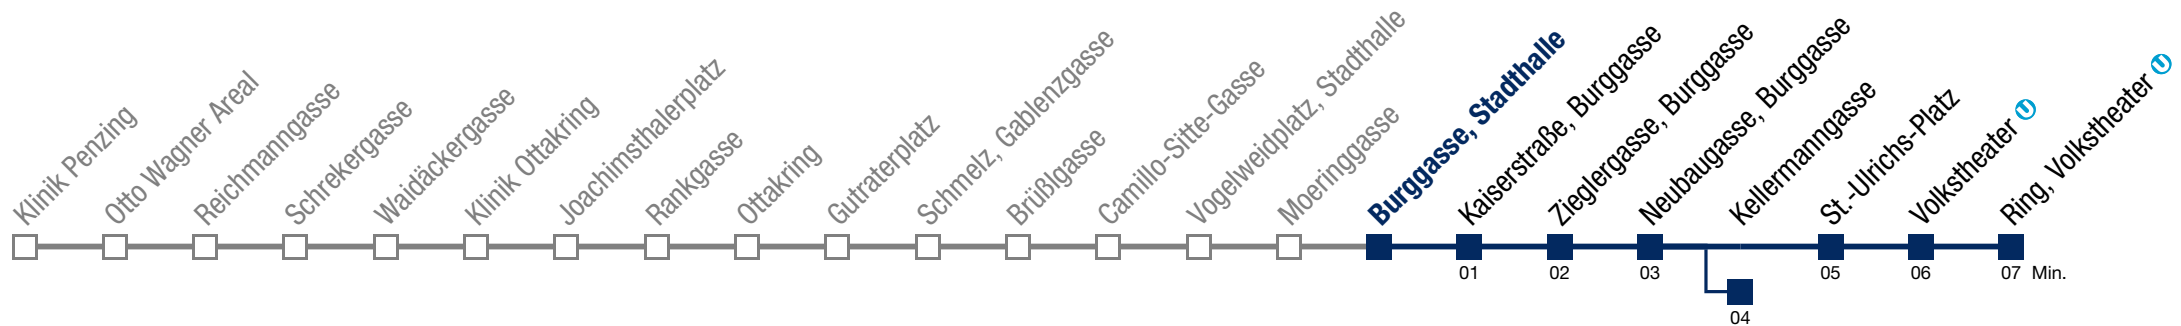 Klinik Penzing
Otto Wagner Areal
Reichmanngasse
Schrekergasse
Waidäckergasse
Klinik Ottakring
Joachimsthalerplatz
Rankgasse
Ottakring
Gutraterplatz
Schmelz, Gablenzgasse
Brüßlgasse
Camillo-Sitte-Gasse
Vogelweidplatz, Stadthalle
Moeringgasse
Burggasse, Stadthalle
Kaiserstraße, Burggasse
Zieglergasse, Burggasse
Neubaugasse, Burggasse
Kellermanngasse
St.-Ulrichs-Platz
Volkstheater U
Ring, Volkstheater U
01 02 03 05 06 07 Min.
04